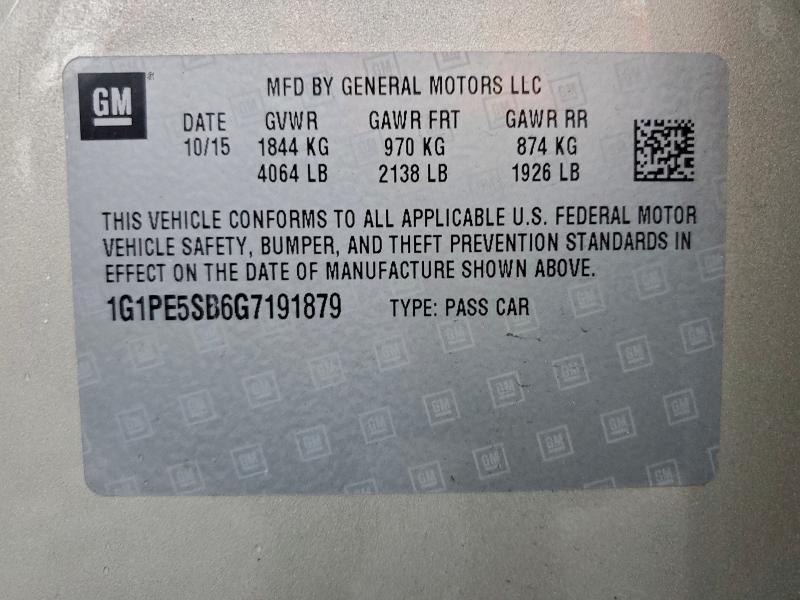 GM
MFD BY GENERAL MOTORS LLC
DATE GVWR GAWR FRT GAWR RR
10/15 1844 KG 970 KG 874 KG
4064 LB 2138 LB 1926 LB
THIS VEHICLE CONFORMS TO ALL APPLICABLE U.S. FEDERAL MOTOR
VEHICLE SAFETY, BUMPER, AND THEFT PREVENTION STANDARDS IN
EFFECT ON THE DATE OF MANUFACTURE SHOWN ABOVE.
1G1PE5SB6G7191879 TYPE: PASS CAR